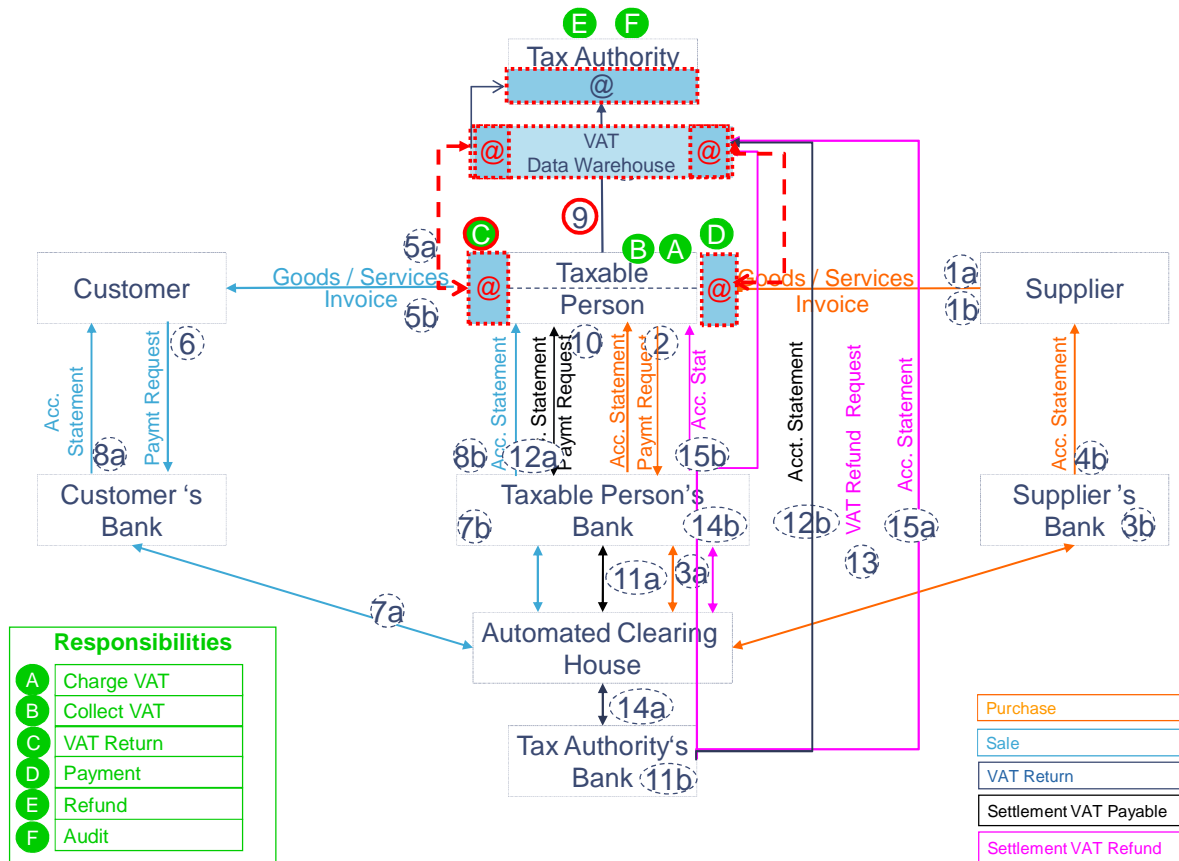 E F
Tax Authority
@
@ VAT @
Data Warehouse
9
C B A D
5a
5b
Goods / Services
Invoice
@ Taxable @
Person
Goods / Services
Invoice
1a
1b
Customer
Supplier
6
10
2
Acc.
Statement
Paymt Request
Acc. Statement
Statement
Paymt Request
Acc. Statement
Paymt Request
Acc. Stat
Acct. Statement
VAT Refund Request
Acc. Statement
Acc. Statement
8a
8b
12a
15b
4b
Customer 's
Bank
Taxable Person's
Bank
7b
14b
12b
13
15a
Supplier 's
Bank
3b
11a
3a
7a
Automated Clearing
House
14a
Tax Authority's
Bank
11b
Responsibilities
A Charge VAT
B Collect VAT
C VAT Return
D Payment
E Refund
F Audit
Purchase
Sale
VAT Return
Settlement VAT Payable
Settlement VAT Refund